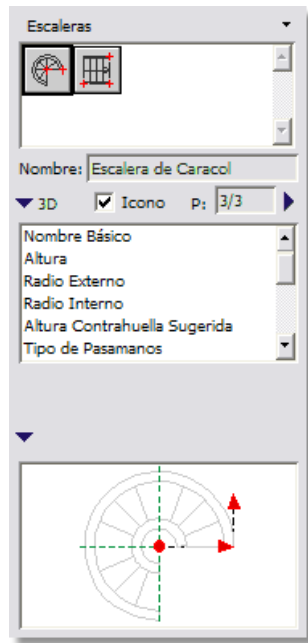 Escaleras
Nombre: Escalera de Caracol
3D Icono P: 3/3
Nombre Básico
Altura
Radio Externo
Radio Interno
Altura Contrahuella Sugerida
Tipo de Pasamanos